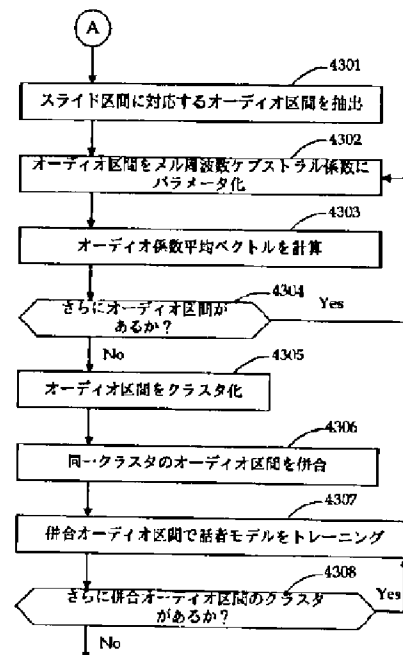 A
4301
スライド区間に対応するオーディオ区間を抽出
4302
オーディオ区間をメル周波数ケプストラル係数に
パラメータ化
4303
オーディオ係数平均ベクトルを計算
4304
さらにオーディオ区間が
あるか？
Yes
No
4305
オーディオ区間をクラスタ化
4306
同一クラスタのオーディオ区間を併合
4307
併合オーディオ区間で話者モデルをトレーニング
4308
さらに併合オーディオ区間のクラスタ
があるか？
Yes
No